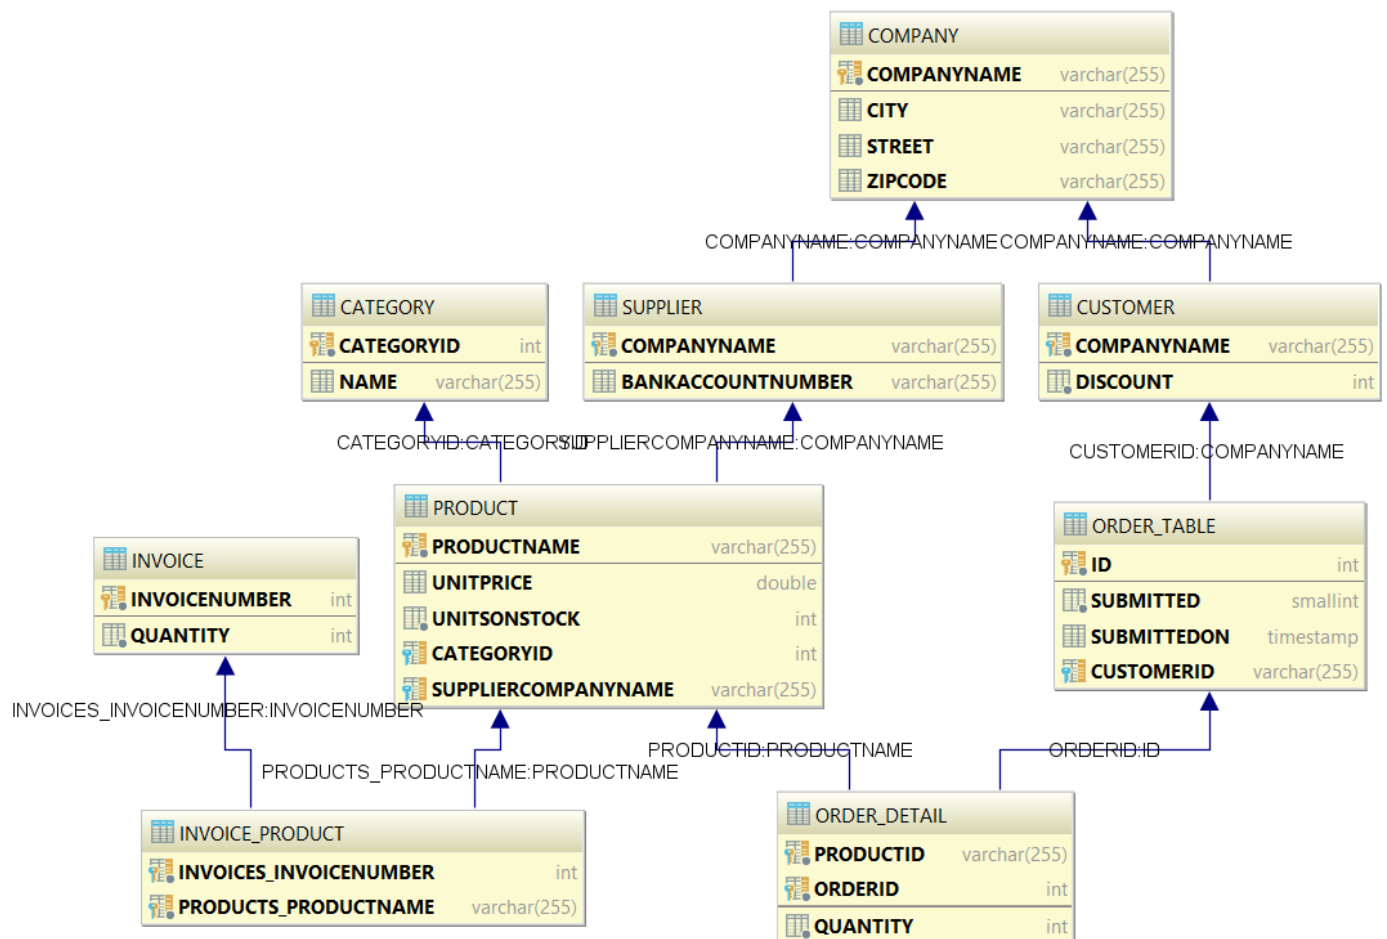 COMPANY
COMPANYNAME varchar(255)
CITY varchar(255)
STREET varchar(255)
ZIPCODE varchar(255)
COMPANYNAME:COMPANYNAME COMPANYNAME:COMPANYNAME
CATEGORY
CATEGORYID int
NAME varchar(255)
SUPPLIER
COMPANYNAME varchar(255)
BANKACCOUNTNUMBER varchar(255)
CUSTOMER
COMPANYNAME varchar(255)
DISCOUNT int
CATEGORYID:CATEGORYID
SUPPLIERCOMPANYNAME:COMPANYNAME
CUSTOMERID:COMPANYNAME
PRODUCT
PRODUCTNAME varchar(255)
UNITPRICE double
UNITSONSTOCK int
CATEGORYID int
SUPPLIERCOMPANYNAME varchar(255)
ORDER_TABLE
ID int
SUBMITTED smallint
SUBMITTEDON timestamp
CUSTOMERID varchar(255)
INVOICE
INVOICENUMBER int
QUANTITY int
INVOICES_INVOICENUMBER:INVOICENUMBER
PRODUCTS_PRODUCTNAME:PRODUCTNAME
PRODUCTID:PRODUCTNAME
ORDERID:ID
INVOICE_PRODUCT
INVOICES_INVOICENUMBER int
PRODUCTS_PRODUCTNAME varchar(255)
ORDER_DETAIL
PRODUCTID varchar(255)
ORDERID int
QUANTITY int